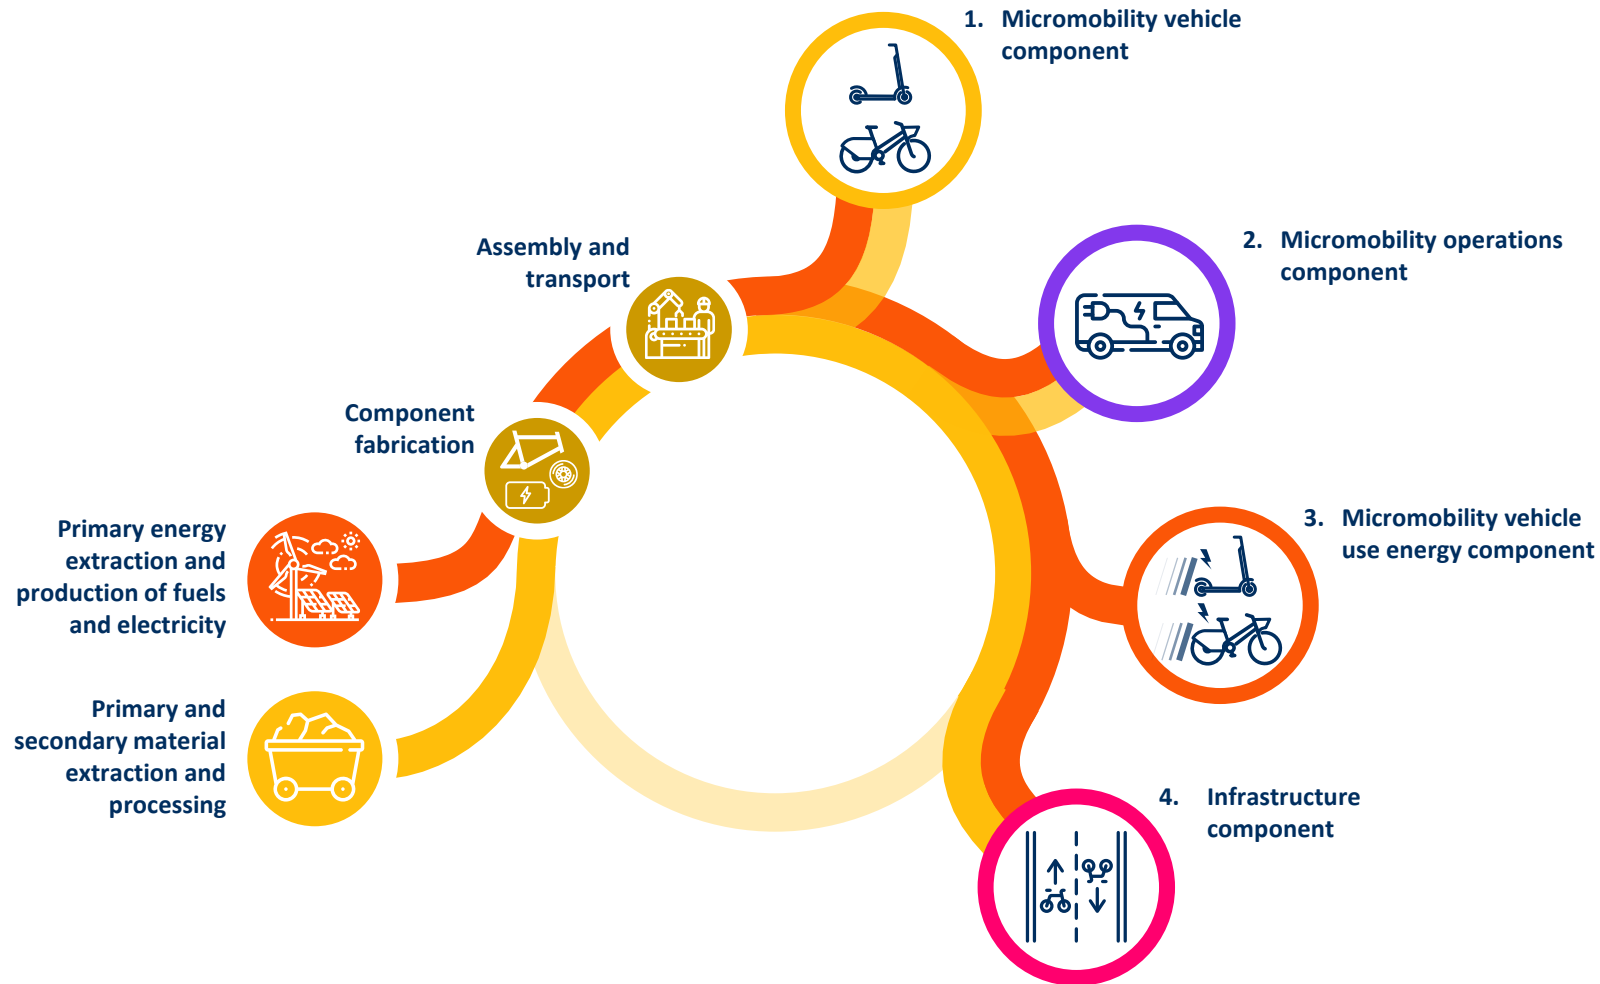 1. Micromobility vehicle
component
2. Micromobility operations
component
Assembly and
transport
Component
fabrication
Primary energy
extraction and
production of fuels
and electricity
3. Micromobility vehicle
use energy component
Primary and
secondary material
extraction and
processing
4. Infrastructure
component